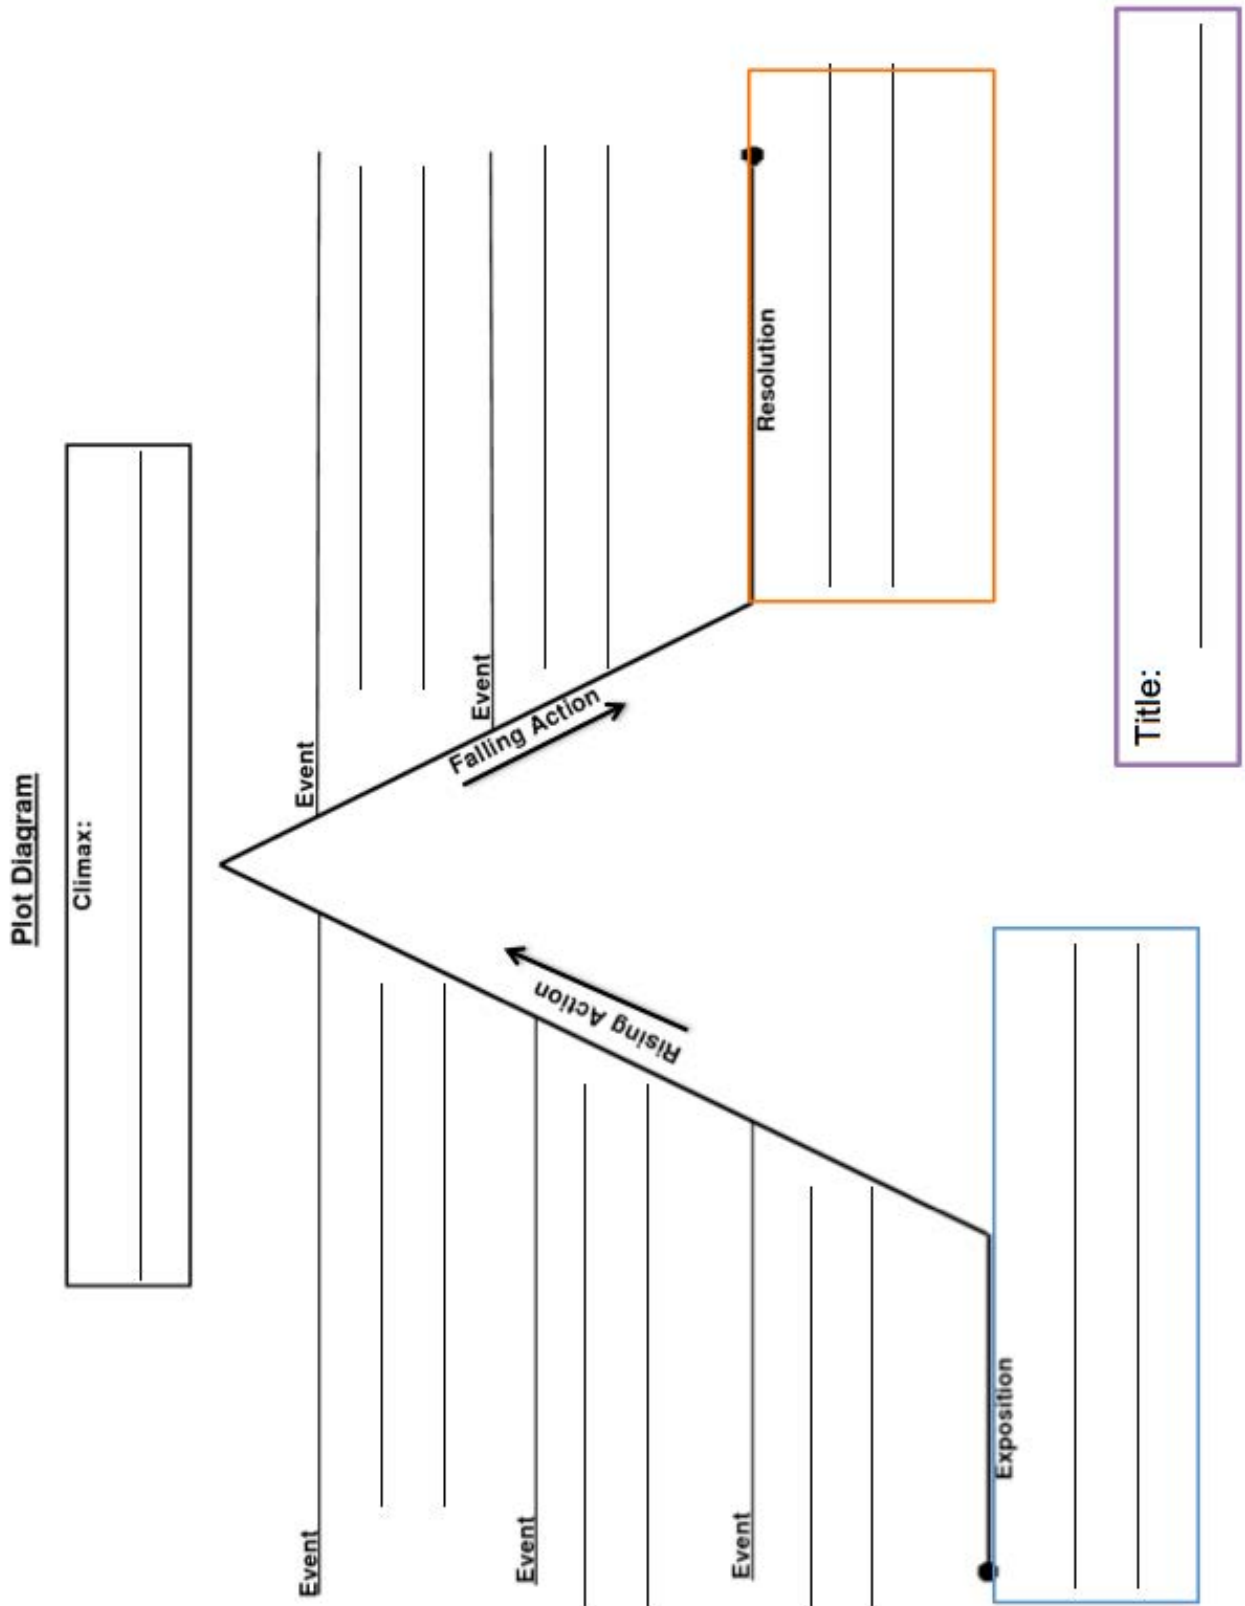 Plot Diagram
Climax:
Event
Event
Event
Event
Event
Rising Action
Falling Action
Resolution
Exposition
Title: